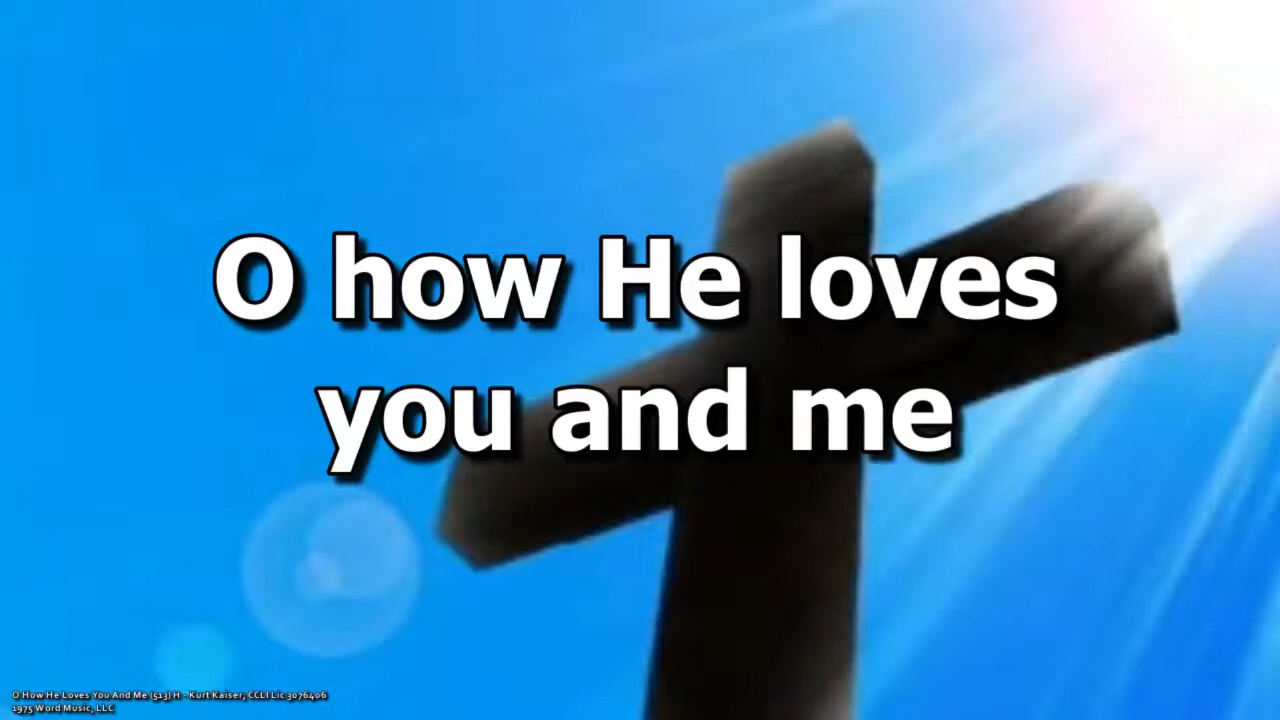 O how He loves
you and me
O How He Loves You And Me (513) H - Kurt Kaiser; CCLI Lic 3076406
1975 Word Music, LLC